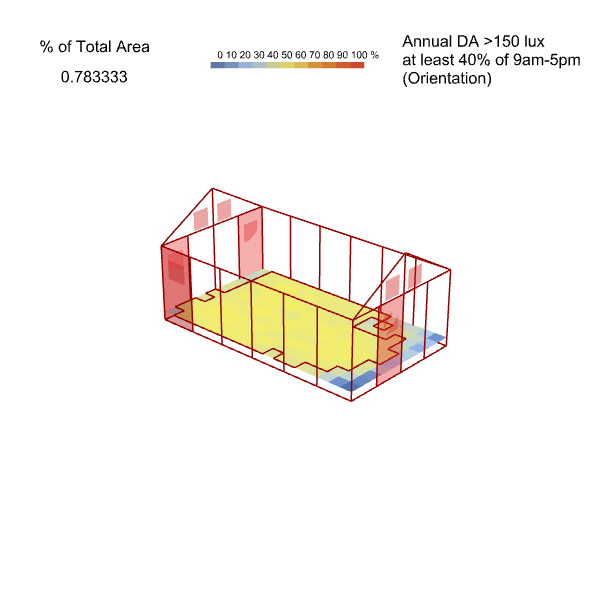 % of Total Area
0.783333
0 10 20 30 40 50 60 70 80 90 100 %
Annual DA >150 lux
at least 40% of 9am-5pm
(Orientation)